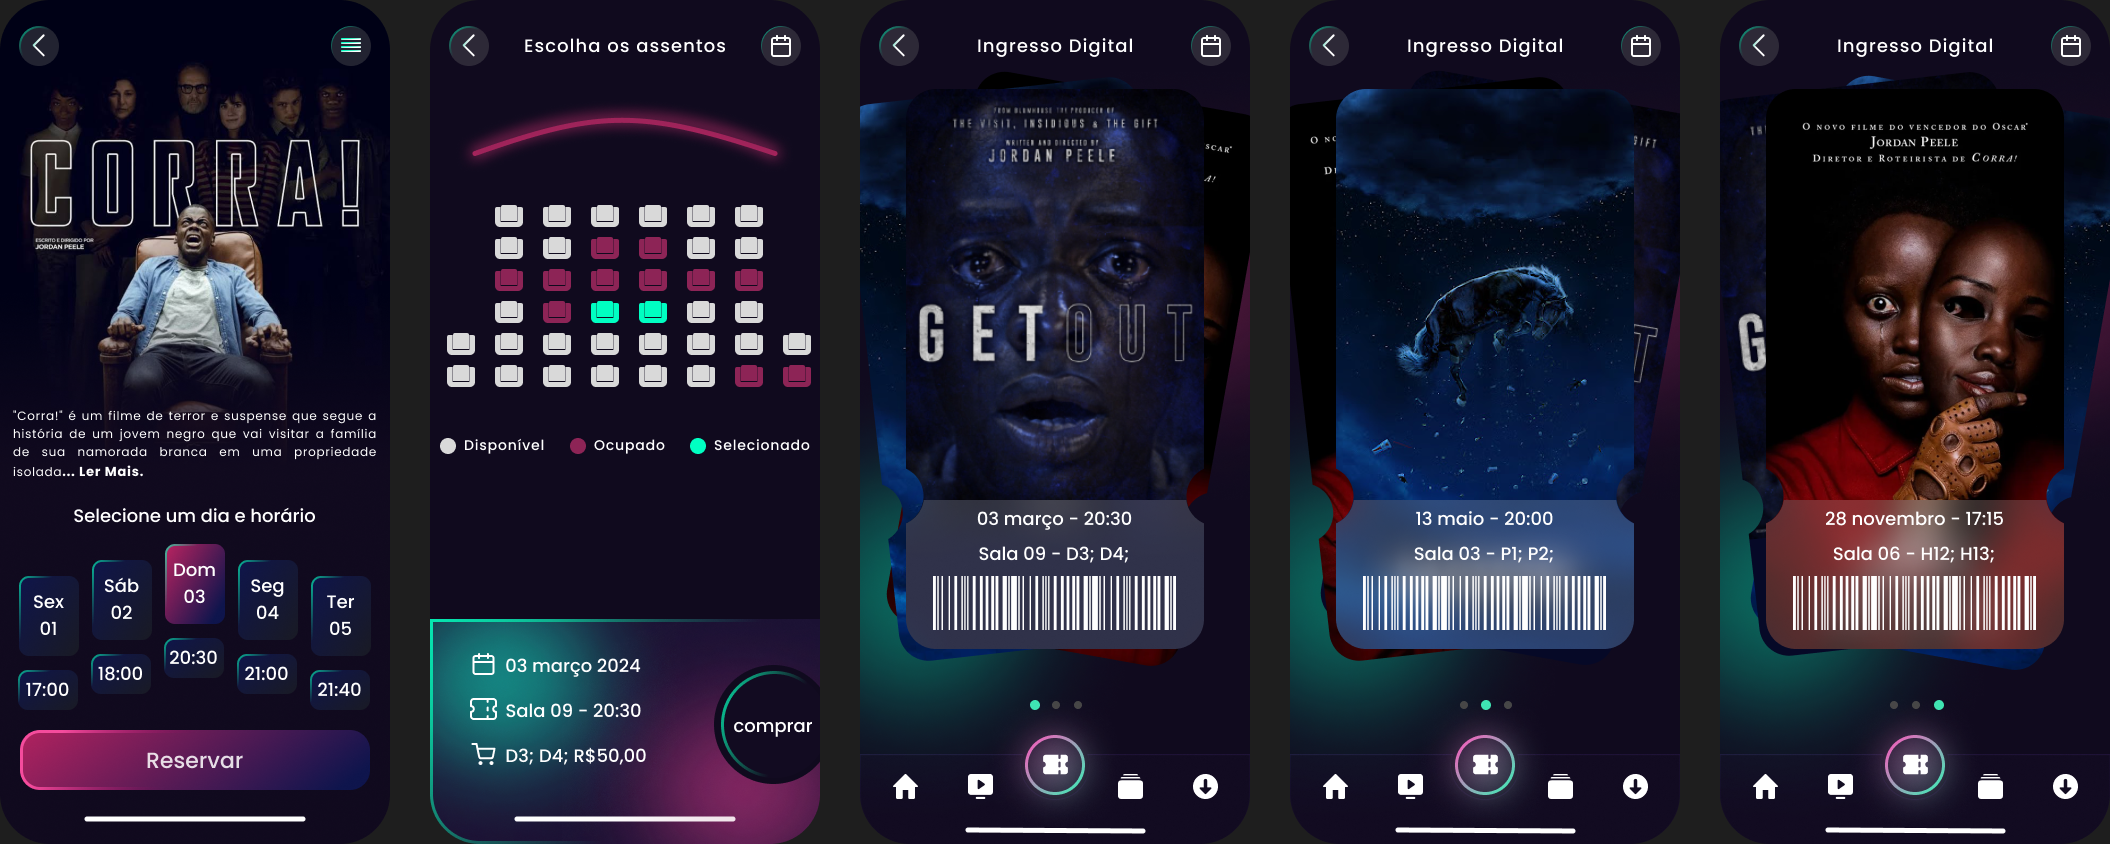 CORRA!
ESCRITO E DIRIGIDO POR
JORDAN PEELE
"Corra!" é um filme de terror e suspense que segue a
história de um jovem negro que vai visitar a família
de sua namorada branca em uma propriedade
isolada... Ler Mais.
Selecione um dia e horário
Sex
01
Sáb
02
Dom
03
Seg
04
Ter
05
17:00
18:00
20:30
21:00
21:40
Reservar
Escolha os assentos
Disponível
Ocupado
Selecionado
03 março 2024
Sala 09 - 20:30
D3; D4; R$50,00
comprar
Ingresso Digital
FROM BLUMHOUSE THE PRODUCER OF
THE VISIT, INSIDIOUS & THE GIFT
WRITTEN AND DIRECTED BY
JORDAN PEELE
OSCAR'
A!
GET OUT
03 março - 20:30
Sala 09 - D3; D4;
Ingresso Digital
O NO
DI
GIFT
T
13 maio - 20:00
Sala 03 - P1; P2;
Ingresso Digital
TH
G
O NOVO FILME DO VENCEDOR DO OSCAR'
JORDAN PEELE
DIRETOR E ROTEIRISTA DE CORRA!
28 novembro - 17:15
Sala 06 - H12; H13;